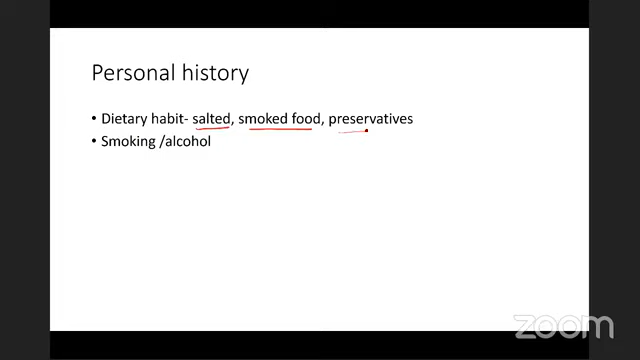 Personal history
• Dietary habit- salted, smoked food, preservatives
• Smoking /alcohol
zoom